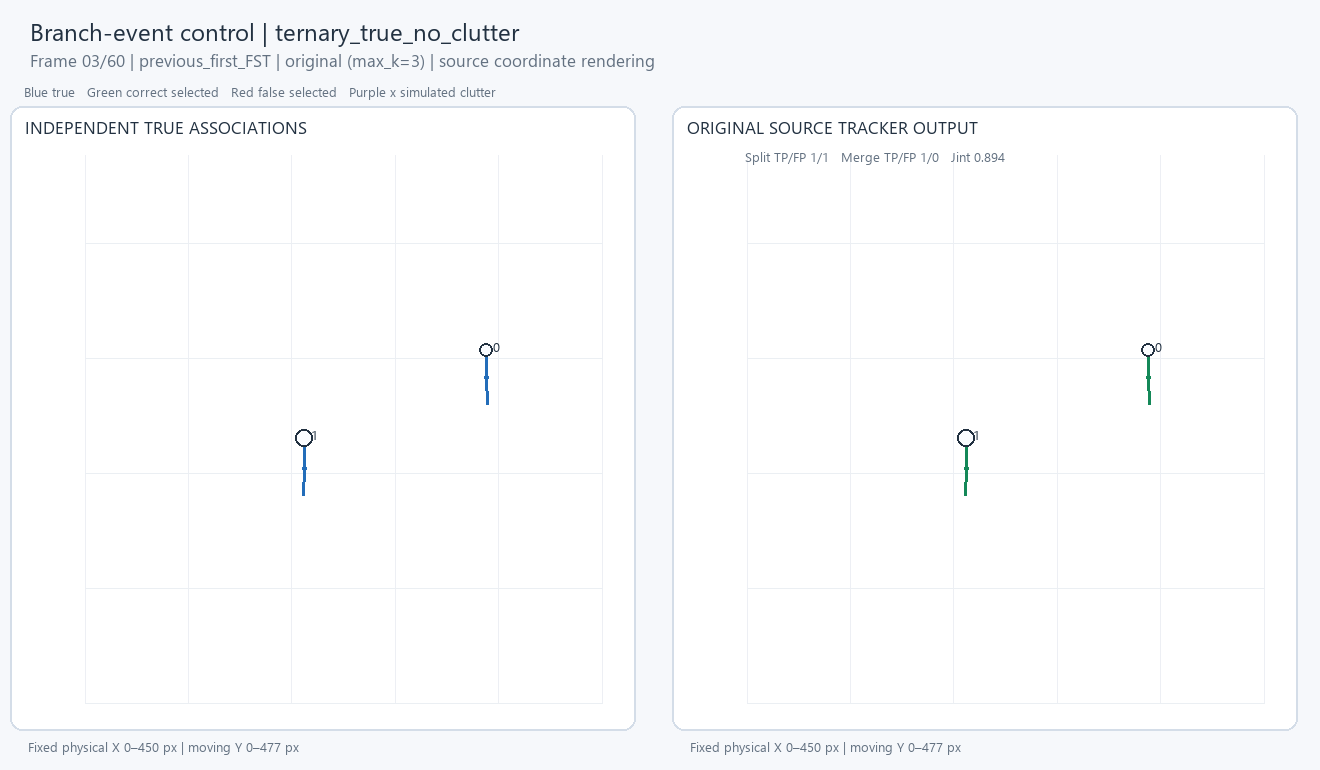 Branch-event control | ternary_true_no_clutter
Frame 03/60 | previous_first_FST | original (max_k=3) | source coordinate rendering
Blue true Green correct selected Red false selected Purple x simulated clutter
INDEPENDENT TRUE ASSOCIATIONS
0
1
Fixed physical X 0–450 px | moving Y 0–477 px
ORIGINAL SOURCE TRACKER OUTPUT
Split TP/FP 1/1 Merge TP/FP 1/0 Jint 0.894
0
1
Fixed physical X 0–450 px | moving Y 0–477 px